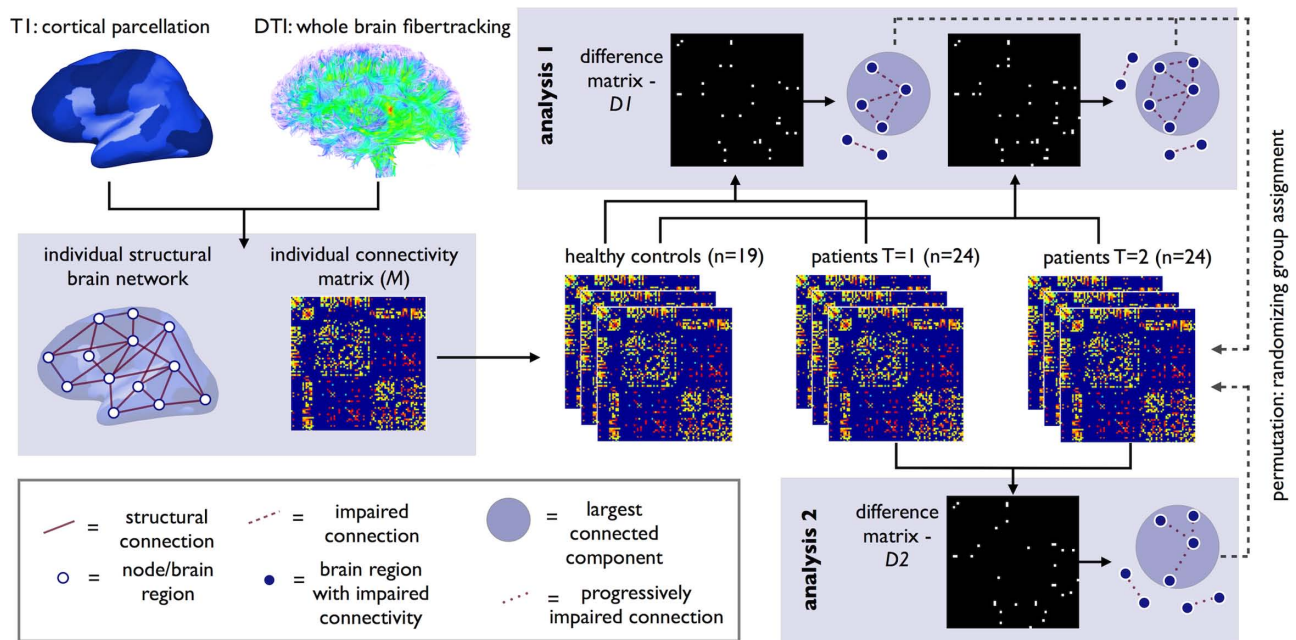 T1: cortical parcellation
DTI: whole brain fibertracking
analysis 1
difference
matrix -
D1
individual structural
brain network
individual connectivity
matrix (M)
healthy controls (n=19)
patients T=1 (n=24)
patients T=2 (n=24)
permutation: randomizing group assignment
analysis 2
difference
matrix -
D2
= structural
connection
= impaired
connection
= largest
connected
component
= node/brain
region
= brain region
with impaired
connectivity
= progressively
impaired connection